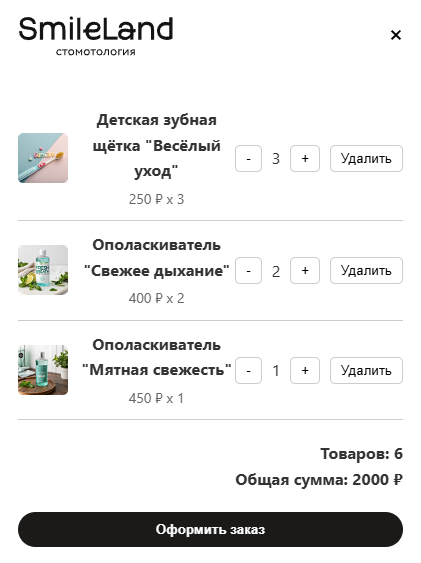 SmileLand
стомотология
×
Детская зубная
щётка "Весёлый
уход"
250 ₽ x 3
- 3 + Удалить
Ополаскиватель
"Свежее дыхание"
400 ₽ x 2
- 2 + Удалить
Ополаскиватель
"Мятная свежесть"
450 ₽ x 1
- 1 + Удалить
Товаров: 6
Общая сумма: 2000 ₽
Оформить заказ